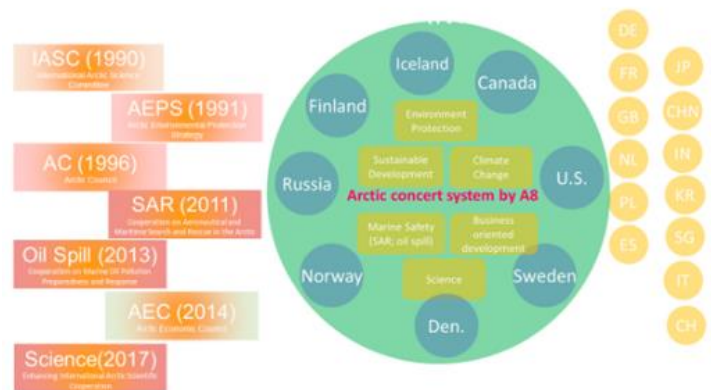 IASC (1990)
International Arctic Science
Committee
AEPS (1991)
Arctic Environmental Protection
Strategy
AC (1996)
Arctic Council
SAR (2011)
Cooperation on Aeronautical and
Maritime Search and Rescue in the Arctic
Oil Spill (2013)
Cooperation on Marine Oil Pollution
Preparedness and Response
AEC (2014)
Arctic Economic Council
Science(2017)
Enhancing International Arctic Scientific
Cooperation
Iceland
Canada
Finland
Environment
Protection
Sustainable
Development
Climate
Change
Russia
U.S.
Arctic concert system by A8
Marine Safety
(SAR; oil spill)
Business
oriented
development
Norway
Science
Sweden
Den.
DE
FR
GB
NL
PL
ES
JP
CHN
IN
KR
SG
IT
CH